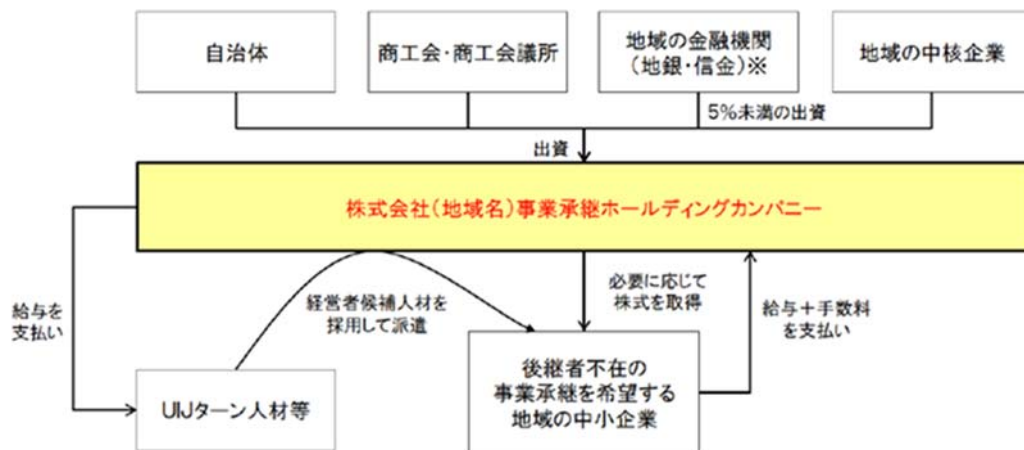 自治体
商工会・商工会議所
地域の金融機関
（地銀・信金）※
地域の中核企業
5％未満の出資
出資
株式会社（地域名）事業承継ホールディングカンパニー
給与を
支払い
経営者候補人材を
採用して派遣
必要に応じて
株式を取得
給与＋手数料
を支払い
UIJターン人材等
後継者不在の
事業承継を希望する
地域の中小企業